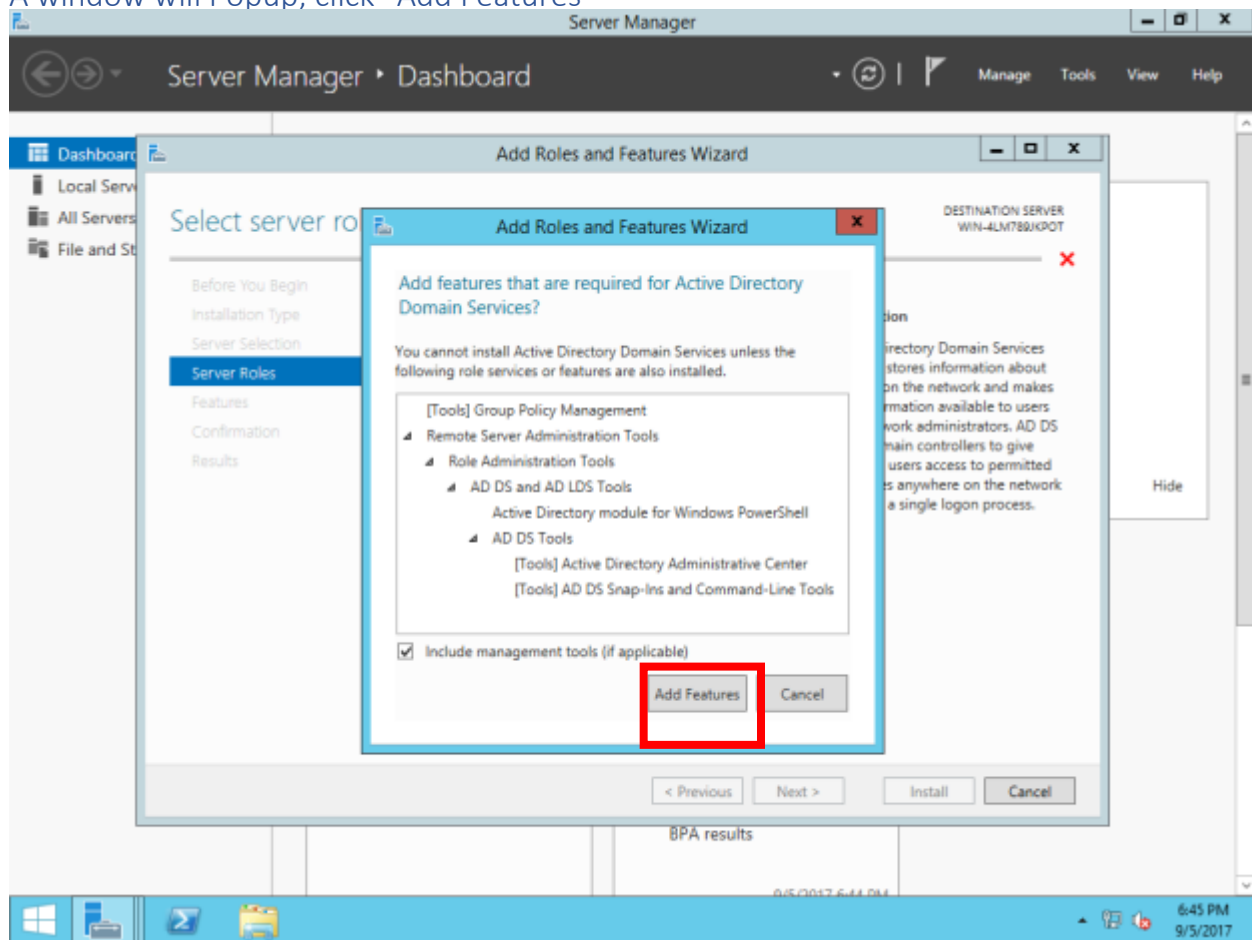 A window will Popup, click "Add Features"
Server Manager
Server Manager ‣ Dashboard
Manage Tools View Help
Dashboard
Local Serv
All Servers
File and St
Add Roles and Features Wizard
Select server ro
DESTINATION SERVER
WIN-4LM789JKPOT
Before You Begin
Installation Type
Server Selection
Server Roles
Features
Confirmation
Results
Add Roles and Features Wizard
Add features that are required for Active Directory
Domain Services?
You cannot install Active Directory Domain Services unless the
following role services or features are also installed.
[Tools] Group Policy Management
Remote Server Administration Tools
Role Administration Tools
AD DS and AD LDS Tools
Active Directory module for Windows PowerShell
AD DS Tools
[Tools] Active Directory Administrative Center
[Tools] AD DS Snap-Ins and Command-Line Tools
Include management tools (if applicable)
Add Features Cancel
tion
irectory Domain Services
stores information about
on the network and makes
rmation available to users
work administrators. AD DS
main controllers to give
users access to permitted
es anywhere on the network
a single logon process.
Hide
< Previous Next > Install Cancel
BPA results
9/5/2017 6:44 PM
6:45 PM
9/5/2017